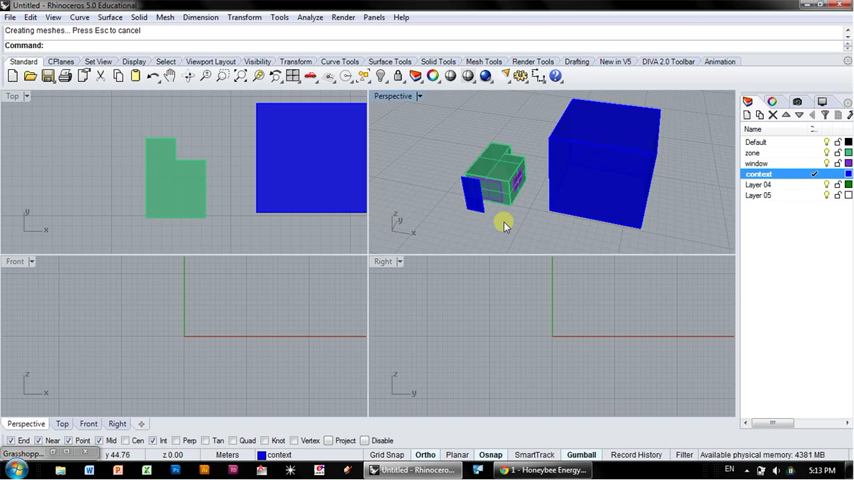 Untitled - Rhinoceros 5.0 Educational
File Edit View Curve Surface Solid Mesh Dimension Transform Tools Analyze Render Panels Help
Creating meshes... Press Esc to cancel
Command:
Standard CPlanes Set View Display Select Viewport Layout Visibility Transform Curve Tools Surface Tools Mesh Tools Render Tools Drafting New in V5 DIVA 2.0 Toolbar Animation
Top
Perspective
Name
Default
zone
window
context
Layer 04
Layer 05
y
x
z
y
x
Front
Right
z
x
z
y
Perspective Top Front Right
End Near Point Mid Cen Int Perp Tan Quad Knot Vertex Project Disable
Grasshopp... y 44.76 z 0.00 Meters context Grid Snap Ortho Planar Osnap SmartTrack Gumball Record History Filter Available physical memory: 4381 MB
Untitled - Rhinoceros... 1 - Honeybee Energy... EN 5:13 PM